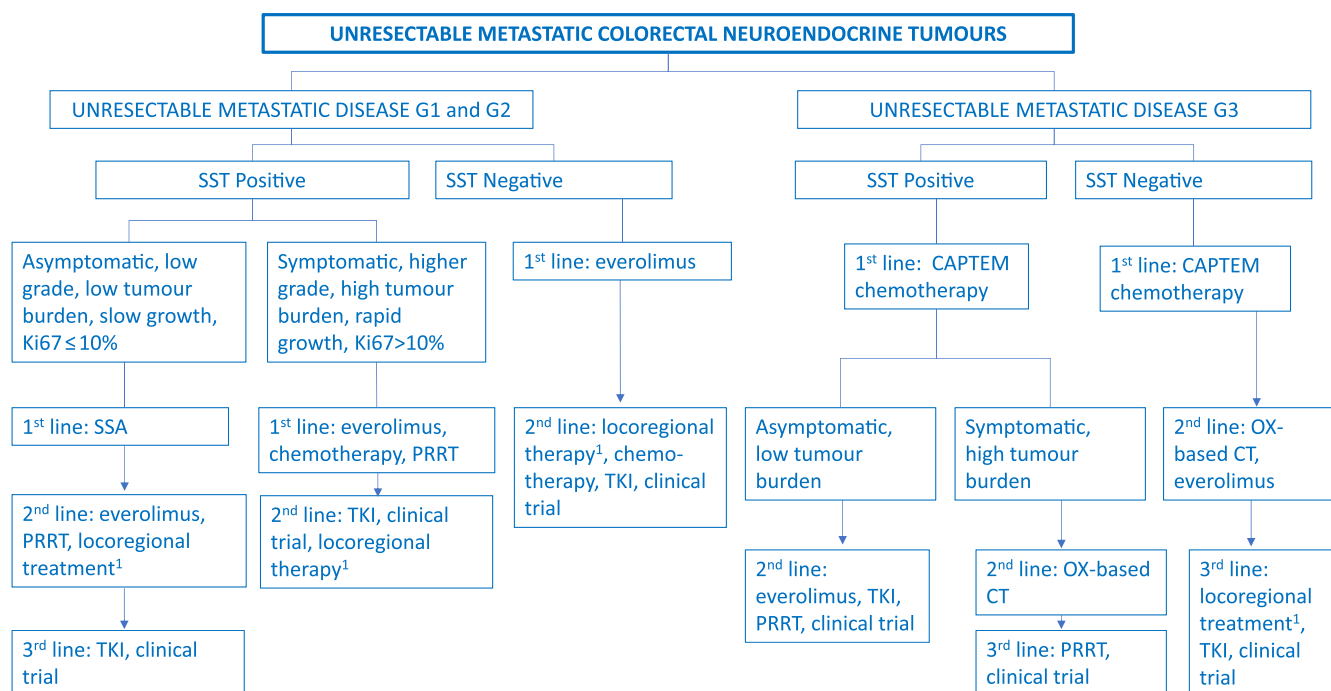 UNRESECTABLE METASTATIC COLORECTAL NEUROENDOCRINE TUMOURS
UNRESECTABLE METASTATIC DISEASE G1 and G2
UNRESECTABLE METASTATIC DISEASE G3
SST Positive
SST Negative
SST Positive
SST Negative
Asymptomatic, low
grade, low tumour
burden, slow growth,
Ki67 ≤ 10%
Symptomatic, higher
grade, high tumour
burden, rapid
growth, Ki67>10%
1st line: everolimus
1st line: CAPTEM
chemotherapy
1st line: CAPTEM
chemotherapy
1st line: SSA
1st line: everolimus,
chemotherapy, PRRT
2nd line: locoregional
therapy1, chemo-
therapy, TKI, clinical
trial
Asymptomatic,
low tumour
burden
Symptomatic,
high tumour
burden
2nd line: OX-
based CT,
everolimus
2nd line: everolimus,
PRRT, locoregional
treatment1
2nd line: TKI, clinical
trial, locoregional
therapy1
2nd line:
everolimus, TKI,
PRRT, clinical trial
2nd line: OX-based
CT
3rd line:
locoregional
treatment1,
TKI, clinical
trial
3rd line: TKI, clinical
trial
3rd line: PRRT,
clinical trial